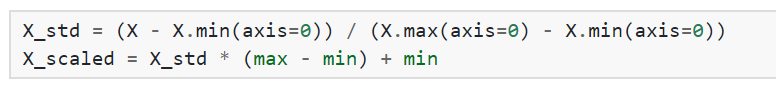 X_std = (X - X.min(axis=0)) / (X.max(axis=0) - X.min(axis=0))
X_scaled = X_std * (max - min) + min